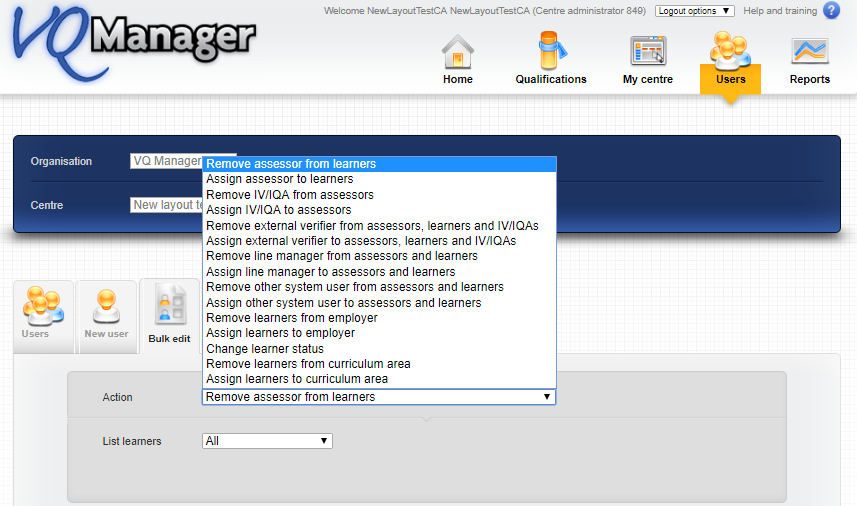 VQManager
Welcome NewLayoutTestCA NewLayoutTestCA (Centre administrator 849)
Logout options
Help and training
?
Home
Qualifications
My centre
Users
Reports
Organisation
VQ Manager
Centre
New layout te
Remove assessor from learners
Assign assessor to learners
Remove IV/IQA from assessors
Assign IV/IQA to assessors
Remove external verifier from assessors, learners and IV/IQAs
Assign external verifier to assessors, learners and IV/IQAs
Remove line manager from assessors and learners
Assign line manager to assessors and learners
Remove other system user from assessors and learners
Assign other system user to assessors and learners
Remove learners from employer
Assign learners to employer
Change learner status
Remove learners from curriculum area
Assign learners to curriculum area
Users
New user
Bulk edit
Action
Remove assessor from learners
List learners
All